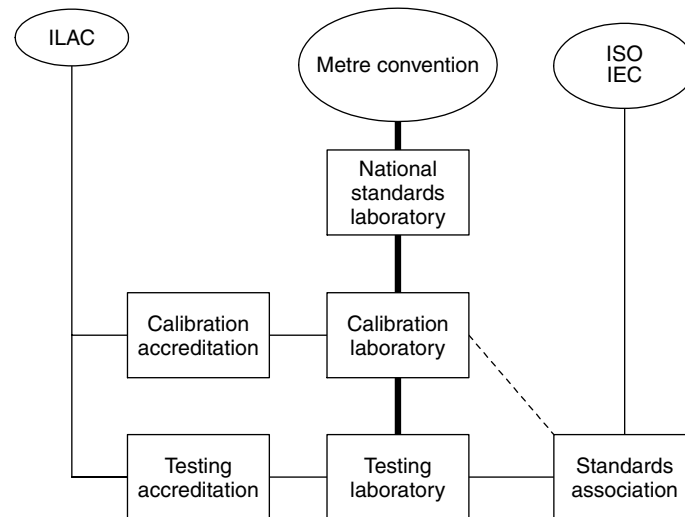 ILAC
Metre convention
ISO
IEC
National
standards
laboratory
Calibration
accreditation
Calibration
laboratory
Testing
accreditation
Testing
laboratory
Standards
association